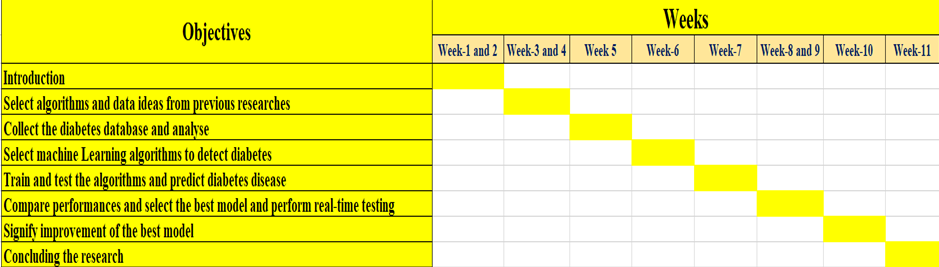 Objectives
Weeks
Week-1 and 2 Week-3 and 4 Week 5 Week-6 Week-7 Week-8 and 9 Week-10 Week-11
Introduction
Select algorithms and data ideas from previous researches
Collect the diabetes database and analyse
Select machine Learning algorithms to detect diabetes
Train and test the algorithms and predict diabetes disease
Compare performances and select the best model and perform real-time testing
Signify improvement of the best model
Concluding the research